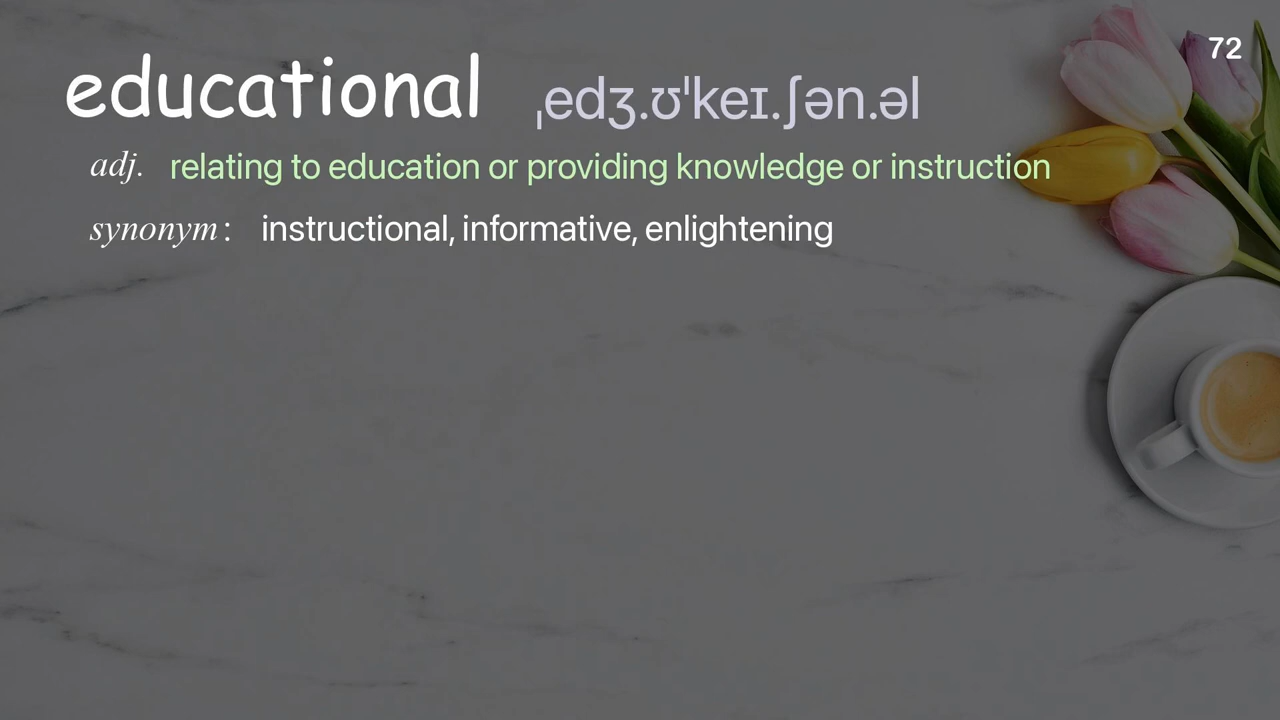 72
educational ˌedʒ.ʊˈkeɪ.ʃən.əl
adj. relating to education or providing knowledge or instruction
synonym: instructional, informative, enlightening